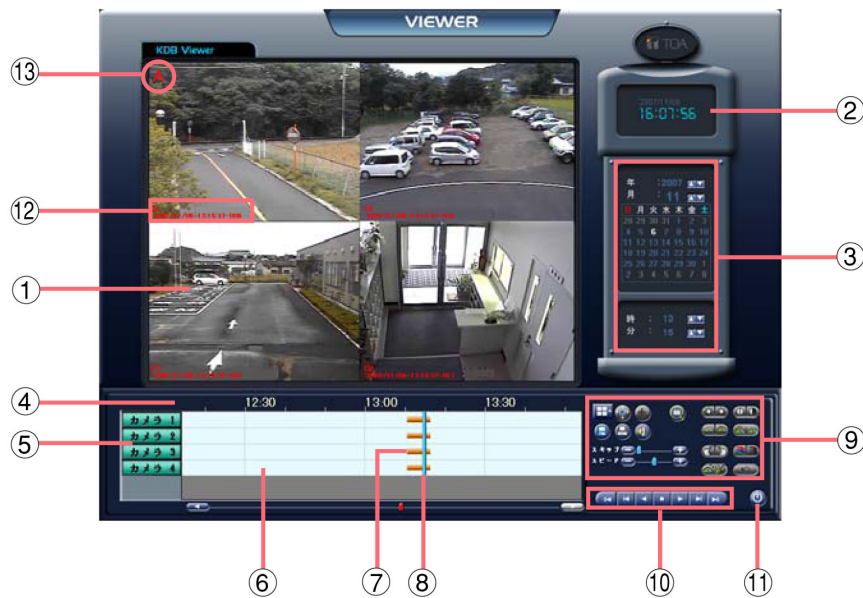 VIEWER
KDB Viewer
TOA
⑬
A
2007/11/06
16:07:56
②
年 : 2007
月 : 11
⑫
日 月 火 水 木 金 土
28 29 30 31 1 2 3
4 5 6 7 8 9 10
11 12 13 14 15 16 17
18 19 20 21 22 23 24
25 26 27 28 29 30 1
2 3 4 5 6 7 8
③
①
時 : 13
分 : 15
④
12:30 13:00 13:30
⑤
カメラ 1
カメラ 2
カメラ 3
カメラ 4
スキップ
スピード
⑨
⑥ ⑦ ⑧ ⑩ ⑪